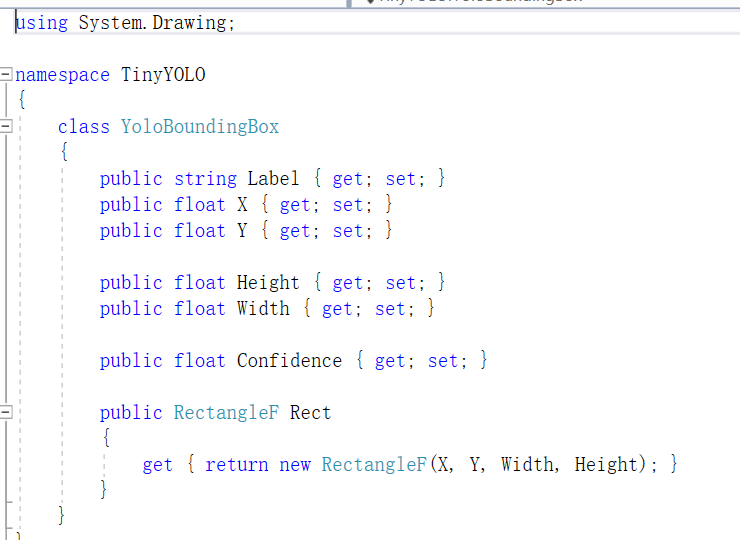 using System.Drawing;
namespace TinyYOLO
{
class YoloBoundingBox
{
public string Label { get; set; }
public float X { get; set; }
public float Y { get; set; }
public float Height { get; set; }
public float Width { get; set; }
public float Confidence { get; set; }
public RectangleF Rect
{
get { return new RectangleF(X, Y, Width, Height); }
}
}
}